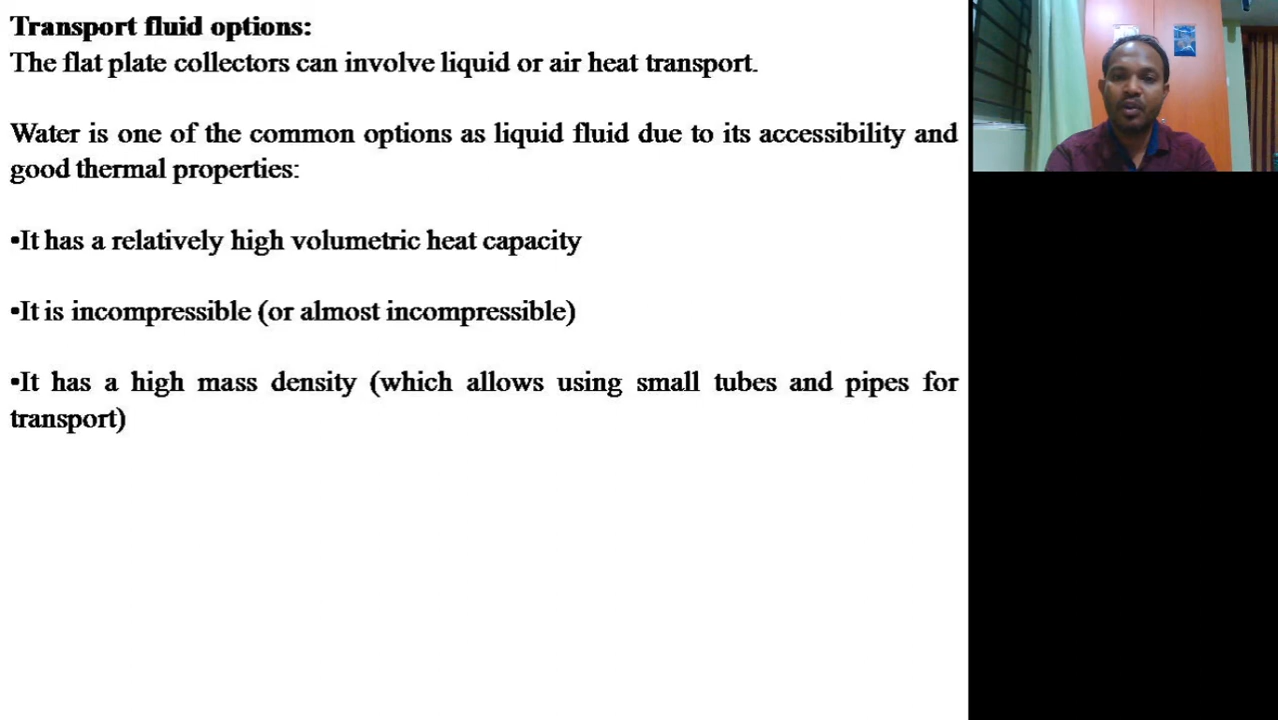 Transport fluid options:
The flat plate collectors can involve liquid or air heat transport.
Water is one of the common options as liquid fluid due to its accessibility and
good thermal properties:
•It has a relatively high volumetric heat capacity
•It is incompressible (or almost incompressible)
•It has a high mass density (which allows using small tubes and pipes for
transport)